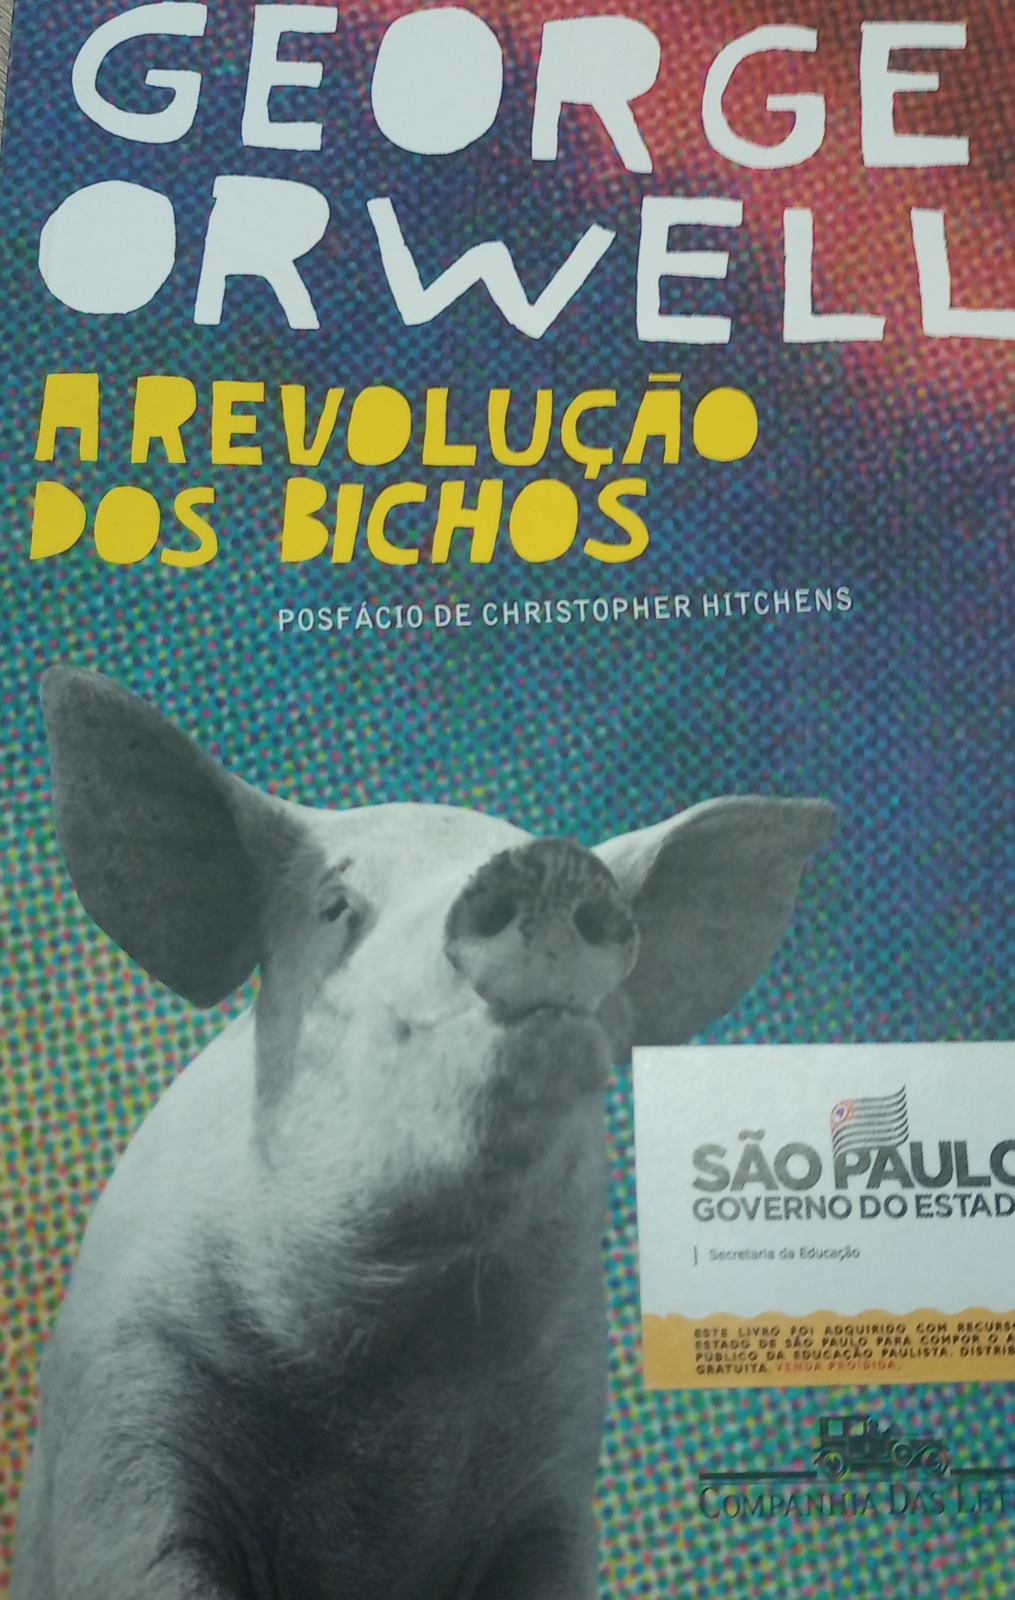 GEORGE
ORWELL
A REVOLUÇÃO
DOS BICHOS
POSFÁCIO DE CHRISTOPHER HITCHENS
SÃO PAULO
GOVERNO DO ESTAD
Secretaria da Educação
ESTE LIVRO FOI ADQUIRIDO COM RECURSO
ESTADO DE SÃO PAULO PARA COMPOR O A
PÚBLICO DA EDUCAÇÃO PAULISTA. DISTRIB
GRATUITA. VENDA PROIBIDA.
COMPANHIA DAS LET